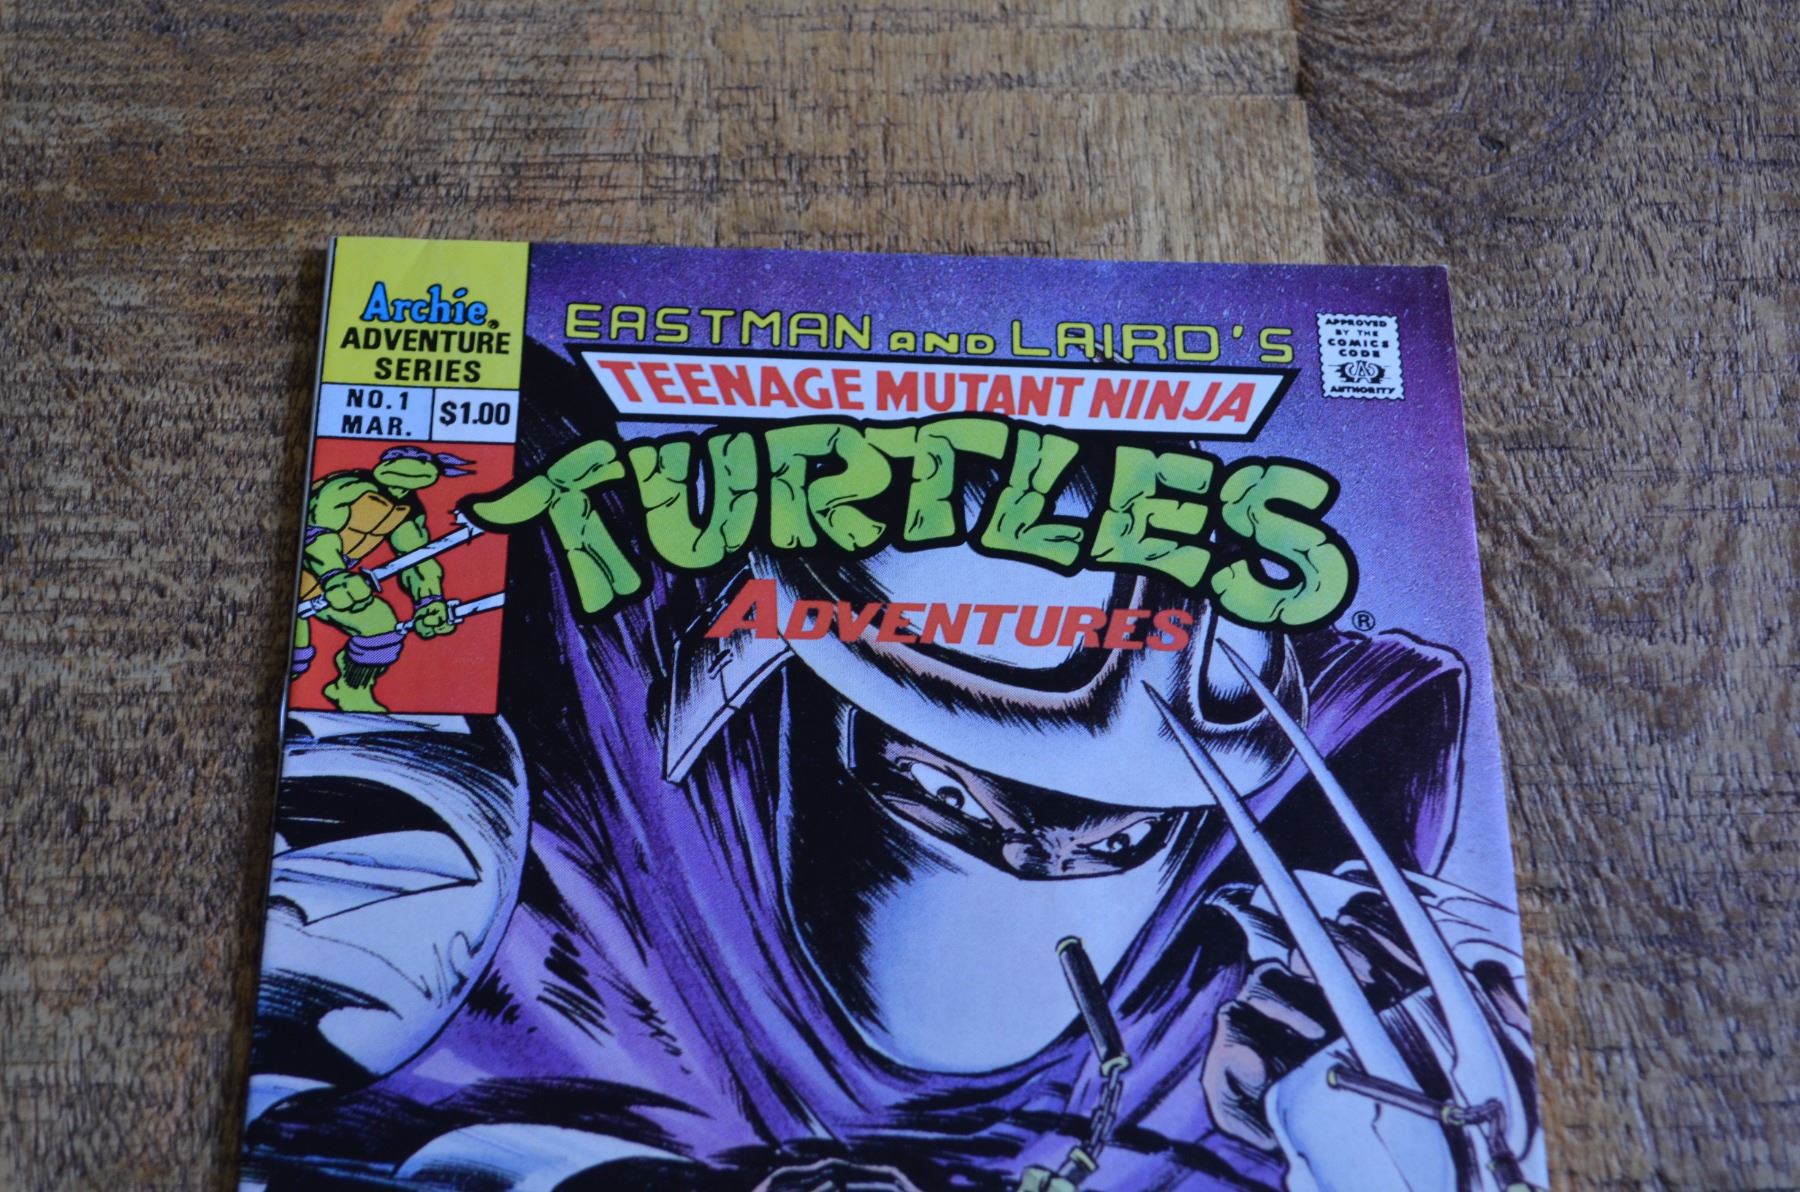 Archie®
ADVENTURE
SERIES
NO.1
MAR.
$1.00
EASTMAN AND LAIRD'S
TEENAGE MUTANT NINJA
TURTLES®
ADVENTURES
APPROVED
BY THE
COMICS
CODE
AUTHORITY